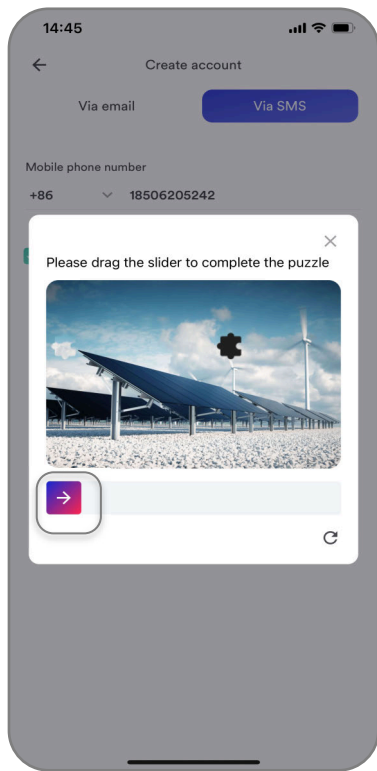 14:45
Create account
Via email
Via SMS
Mobile phone number
+86 18506205242
Please drag the slider to complete the puzzle